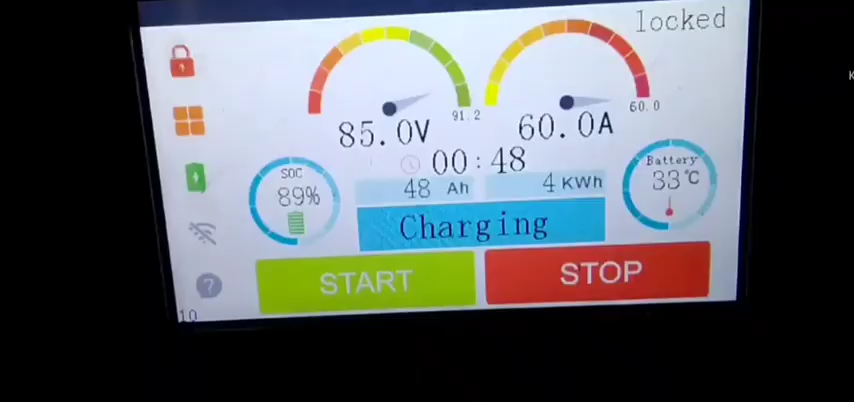 locked
91.2
60.0
85.0V
60.0A
00:48
SOC
89%
48 Ah
4 KWh
Battery
33℃
Charging
START
STOP
?
10
K